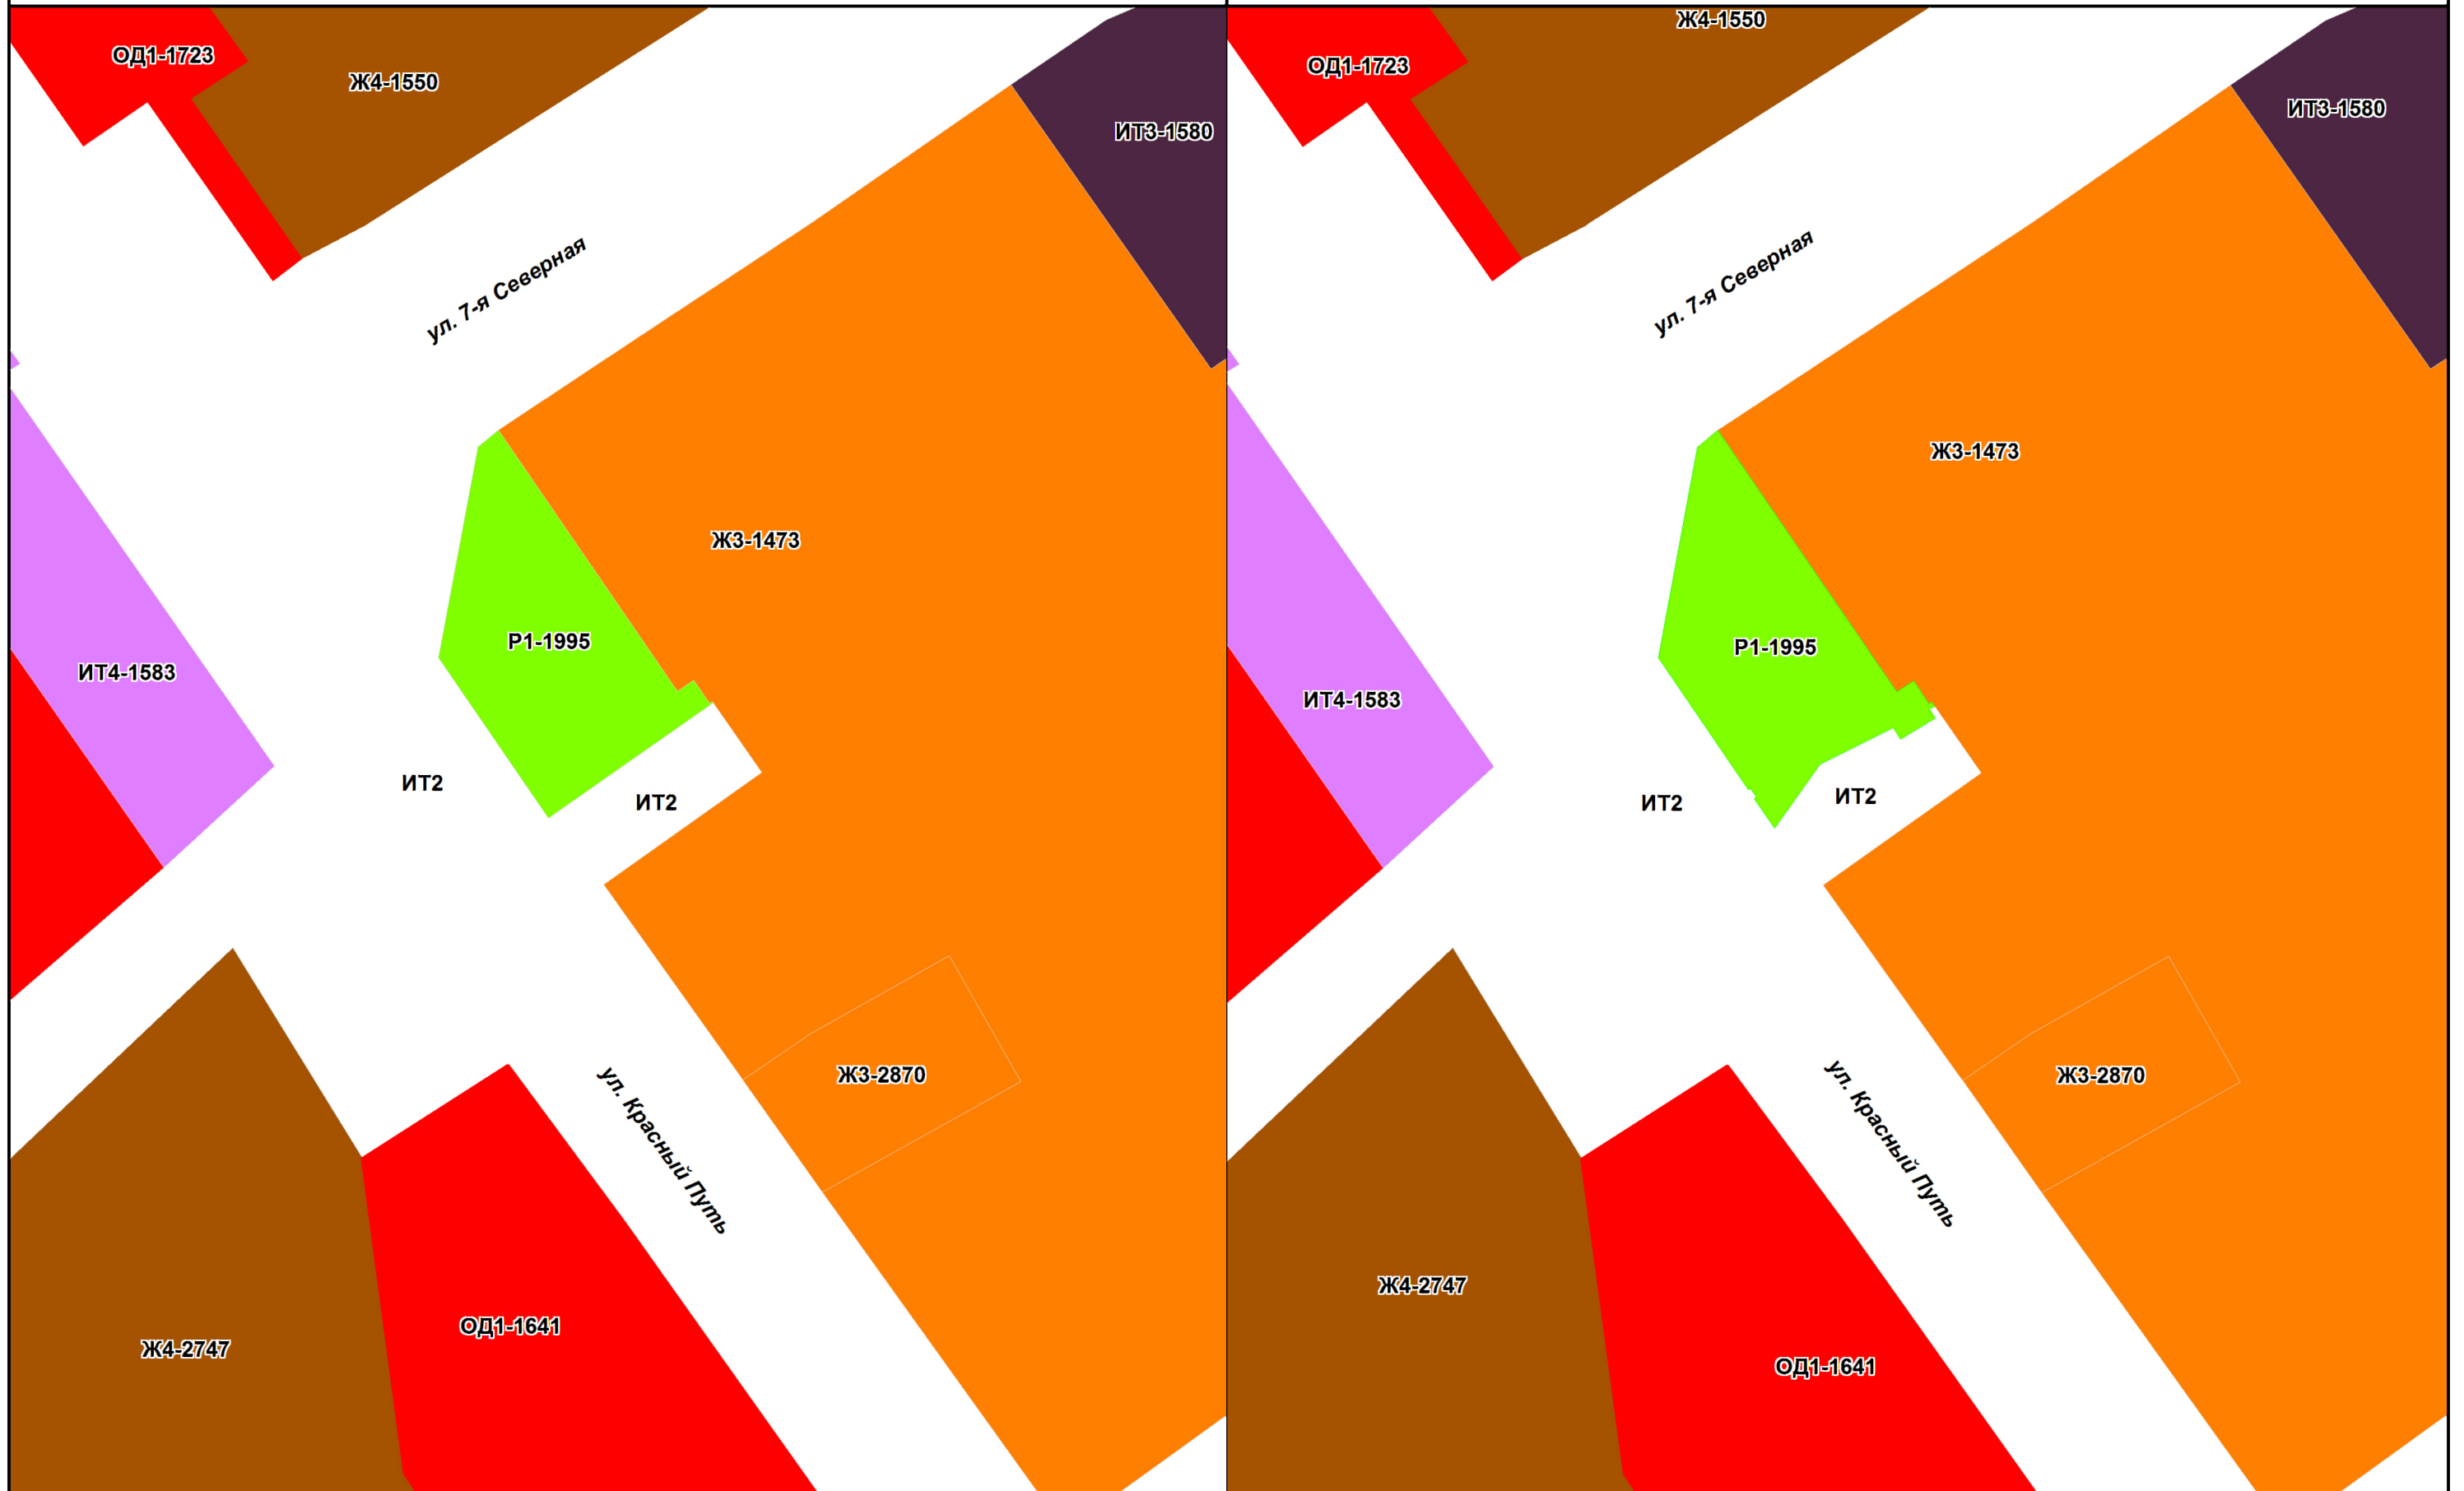 ОД1-1723
Ж4-1550
ИТ3-1580
ул. 7-я Северная
Ж3-1473
Р1-1995
ИТ4-1583
ИТ2
ИТ2
Ж3-2870
ул. Красный Путь
ОД1-1641
Ж4-2747
Ж4-1550
ОД1-1723
ИТ3-1580
ул. 7-я Северная
Ж3-1473
Р1-1995
ИТ4-1583
ИТ2
ИТ2
Ж3-2870
ул. Красный Путь
Ж4-2747
ОД1-1641